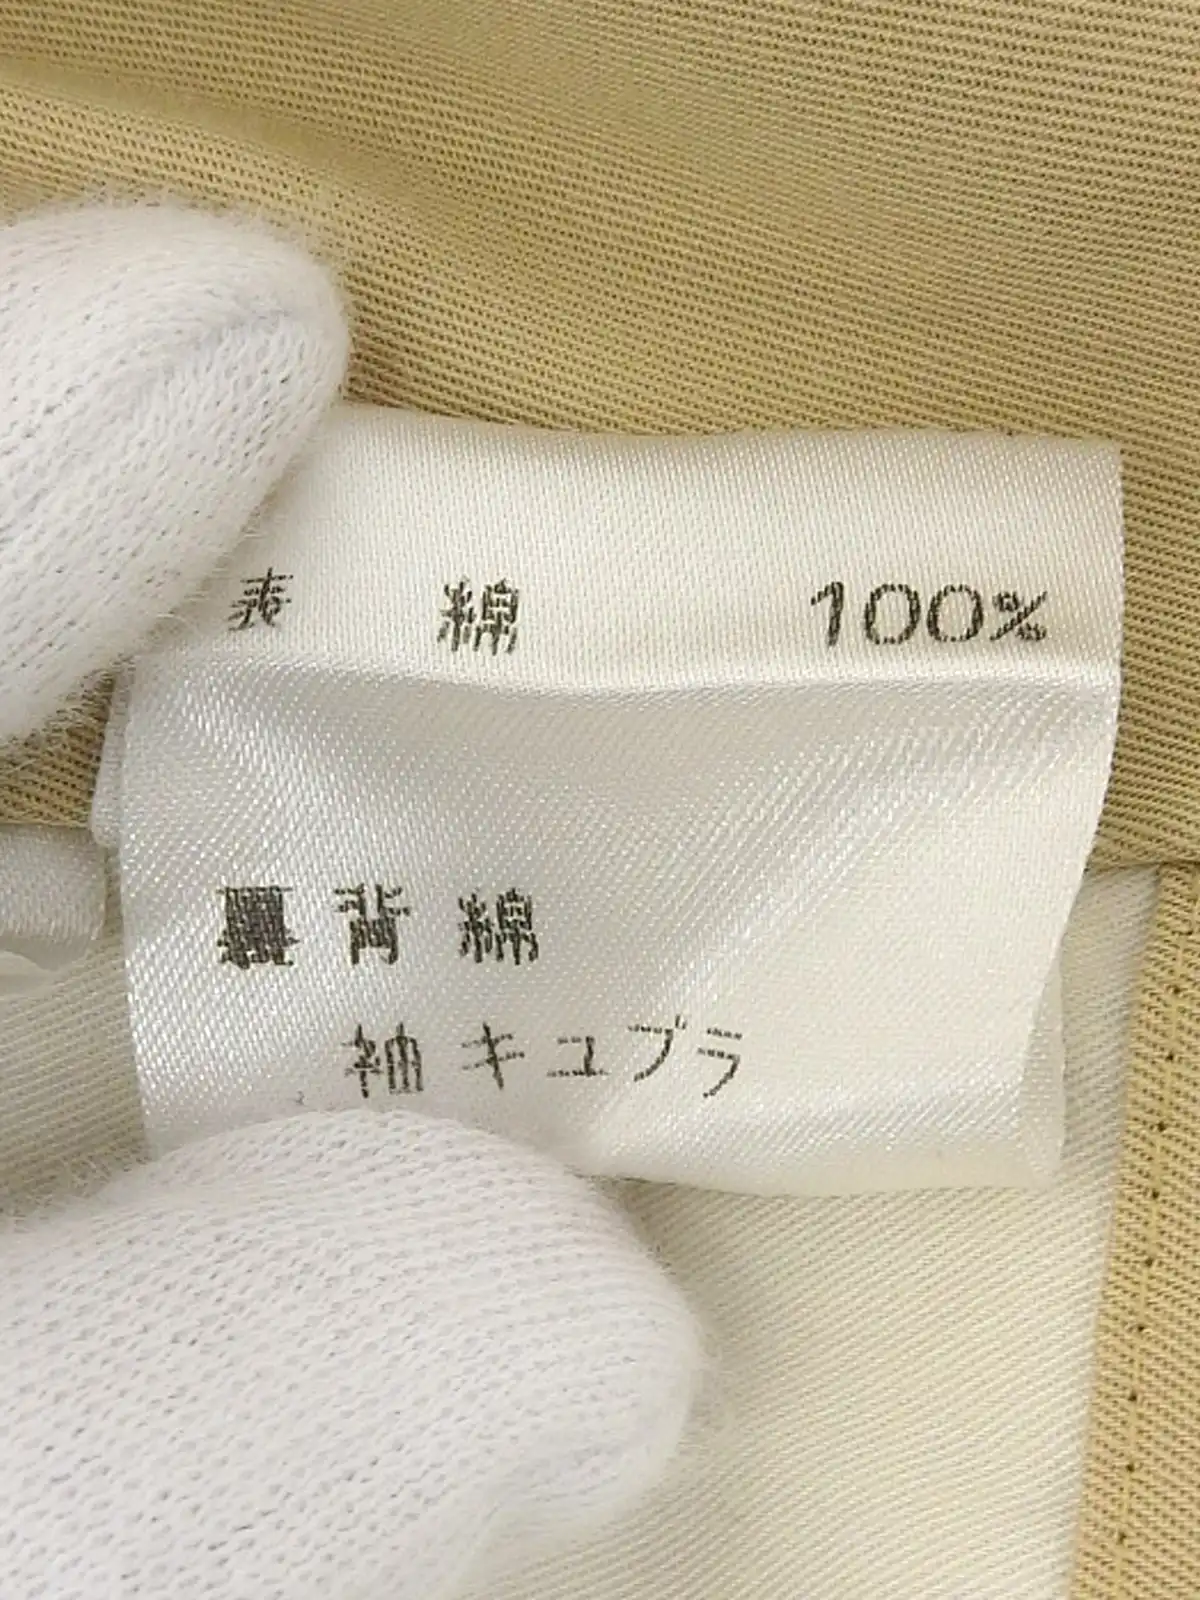 表 綿 100%
裏 背 綿
袖 キュプラ